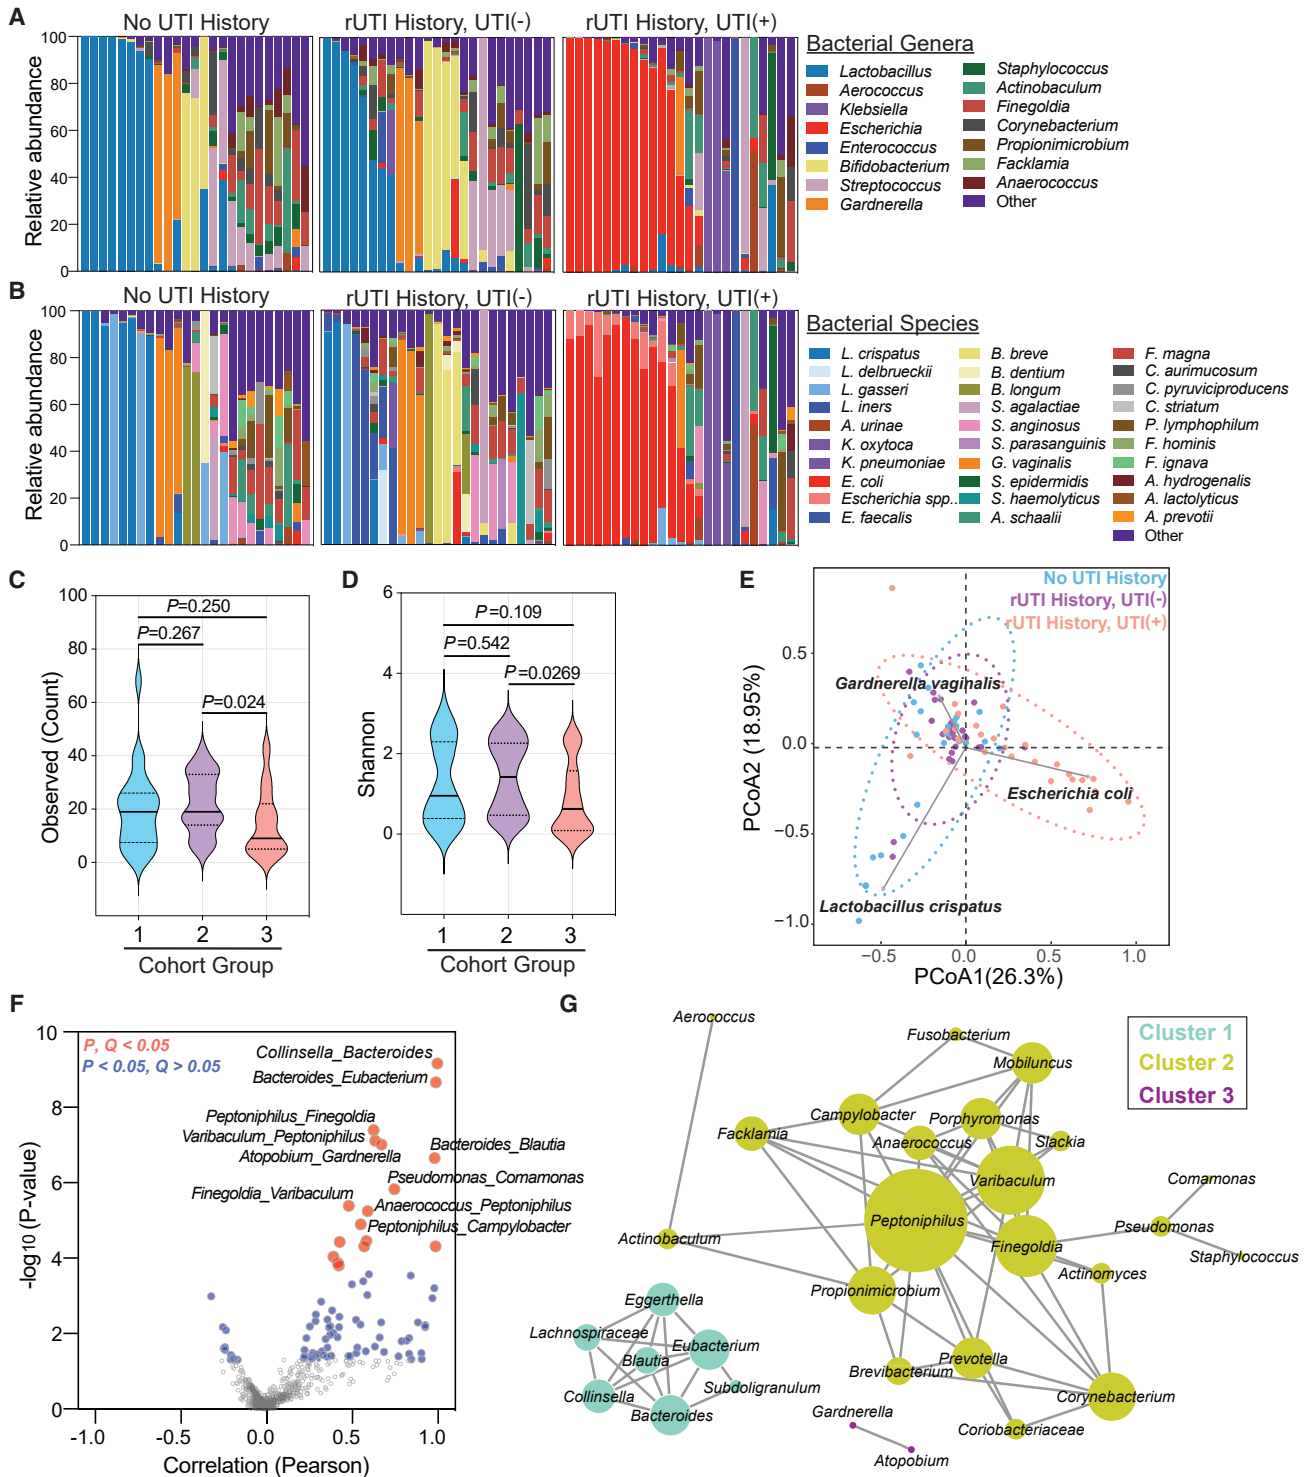 A
No UTI History
rUTI History, UTI(-)
rUTI History, UTI(+)
Relative abundance
100
80
60
40
20
0
Bacterial Genera
Lactobacillus
Aerococcus
Klebsiella
Escherichia
Enterococcus
Bifidobacterium
Streptococcus
Gardnerella
Staphylococcus
Actinobaculum
Finegoldia
Corynebacterium
Propionimicrobium
Facklamia
Anaerococcus
Other
B
No UTI History
rUTI History, UTI(-)
rUTI History, UTI(+)
Relative abundance
100
80
60
40
20
0
Bacterial Species
L. crispatus
L. delbrueckii
L. gasseri
L. iners
A. urinae
K. oxytoca
K. pneumoniae
E. coli
Escherichia spp..
E. faecalis
B. breve
B. dentium
B. longum
S. agalactiae
S. anginosus
S. parasanguinis
G. vaginalis
S. epidermidis
S. haemolyticus
A. schaalii
F. magna
C. aurimucosum
C. pyruviciproducens
C. striatum
P. lymphophilum
F. hominis
F. ignava
A. hydrogenalis
A. lactolyticus
A. prevotii
Other
C
Observed (Count)
100
80
60
40
20
0
P=0.250
P=0.267
P=0.024
1 2 3
Cohort Group
D
Shannon
6
4
2
0
P=0.109
P=0.542
P=0.0269
1 2 3
Cohort Group
E
No UTI History
rUTI History, UTI(-)
rUTI History, UTI(+)
PCoA2 (18.95%)
0.5
0.0
−0.5
−1.0
Gardnerella vaginalis
Escherichia coli
Lactobacillus crispatus
−0.5 0.0 0.5 1.0
PCoA1(26.3%)
F
-log10 (P-value)
10
8
6
4
2
0
P, Q < 0.05
P < 0.05, Q > 0.05
Collinsella_Bacteroides
Bacteroides_Eubacterium
Peptoniphilus_Finegoldia
Varibaculum_Peptoniphilus
Atopobium_Gardnerella
Bacteroides_Blautia
Pseudomonas_Comamonas
Finegoldia_Varibaculum
Anaerococcus_Peptoniphilus
Peptoniphilus_Campylobacter
-1.0 -0.5 0.0 0.5 1.0
Correlation (Pearson)
G
Cluster 1
Cluster 2
Cluster 3
Aerococcus
Fusobacterium
Mobiluncus
Campylobacter
Porphyromonas
Facklamia
Anaerococcus
Slackia
Varibaculum
Comamonas
Peptoniphilus
Pseudomonas
Actinobaculum
Finegoldia
Staphylococcus
Actinomyces
Propionimicrobium
Eggerthella
Lachnospiraceae
Eubacterium
Blautia
Prevotella
Brevibacterium
Subdoligranulum
Collinsella
Corynebacterium
Bacteroides
Gardnerella
Coriobacteriaceae
Atopobium